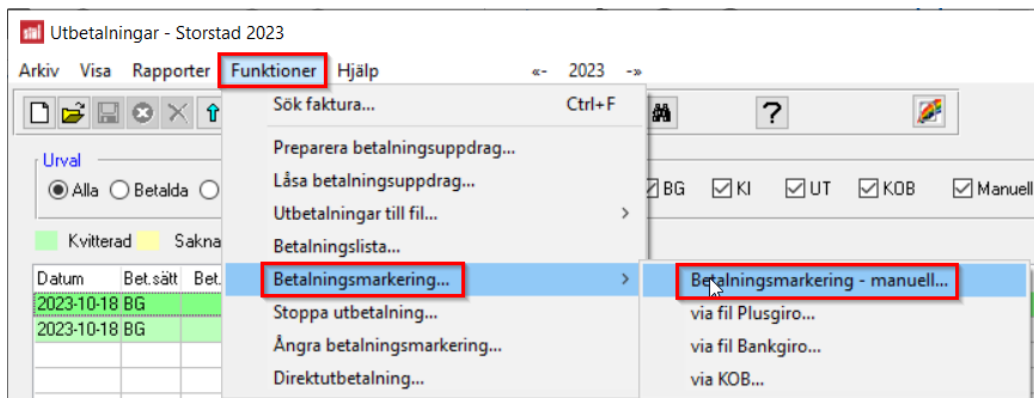 Utbetalningar - Storstad 2023
Arkiv Visa Rapporter Funktioner Hjälp «- 2023 -»
Sök faktura... Ctrl+F
?
Preparera betalningsuppdrag...
Urval
Alla Betalda Låsa betalningsuppdrag... BG KI UT KOB Manuell
Utbetalningar till fil...
Kvitterad Sakna Betalningslista...
Datum Bet.sätt Bet. Betalningsmarkering... Betalningsmarkering - manuell...
2023-10-18 BG Stoppa utbetalning... via fil Plusgiro...
2023-10-18 BG Ångra betalningsmarkering... via fil Bankgiro...
Direktutbetalning... via KOB...